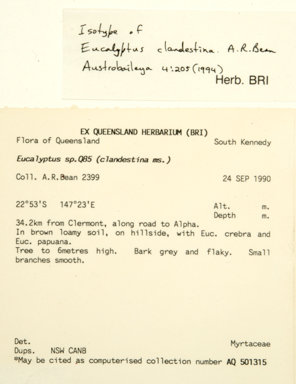 Isotype of
Eucalyptus clandestina A.R.Bean
Austrobaileya 4:205 (1994)
Herb. BRI
EX QUEENSLAND HERBARIUM (BRI)
Flora of Queensland South Kennedy
Eucalyptus sp.Q85 (clandestina ms.)
Coll. A.R.Bean 2399 24 SEP 1990
22°53'S 147°23'E Alt. m.
Depth m.
34.2km from Clermont, along road to Alpha.
In brown loamy soil, on hillside, with Euc. crebra and
Euc. papuana.
Tree to 6metres high. Bark grey and flaky. Small
branches smooth.
Det. Myrtaceae
Dups. NSW CANB
*May be cited as computerised collection number AQ 501315